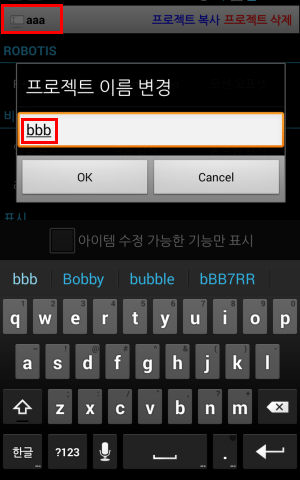 aaa 프로젝트 복사 프로젝트 삭제
ROBOTIS
프로젝트 이름 변경
bbb
OK Cancel
표시
아이템 수정 가능한 기능만 표시
bbb Bobby bubble bBB7RR
q w e r t y u i o p
a s d f g h j k l
z x c v b n m
한글 ?123 .